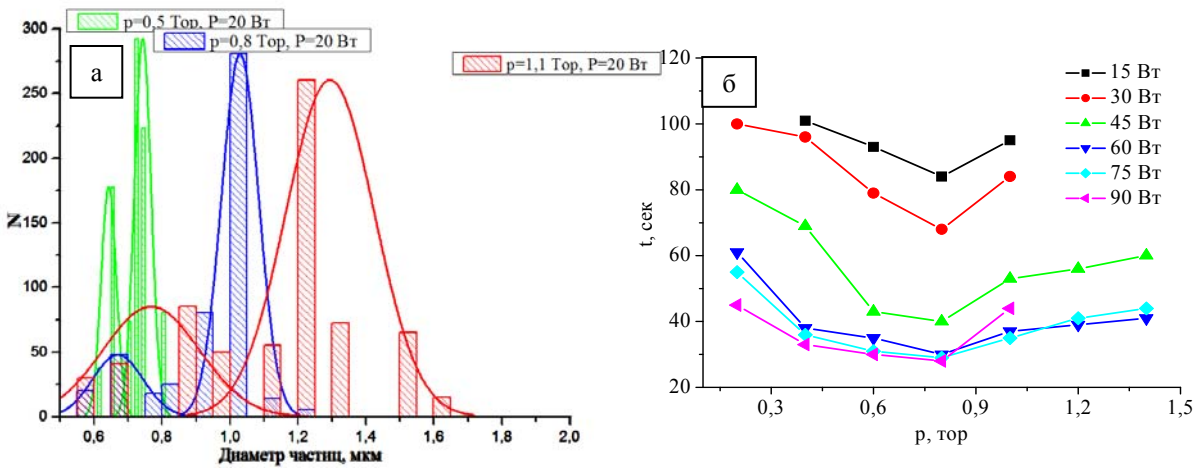 p=0,5 Тор, P=20 Вт
p=0,8 Тор, P=20 Вт
p=1,1 Тор, P=20 Вт
а
300
250
200
150
100
50
0
N
0,6 0,8 1,0 1,2 1,4 1,6 1,8 2,0
Диаметр частиц, мкм
б
15 Вт
30 Вт
45 Вт
60 Вт
75 Вт
90 Вт
120
100
80
60
40
20
t, сек
0,3 0,6 0,9 1,2 1,5
p, тор